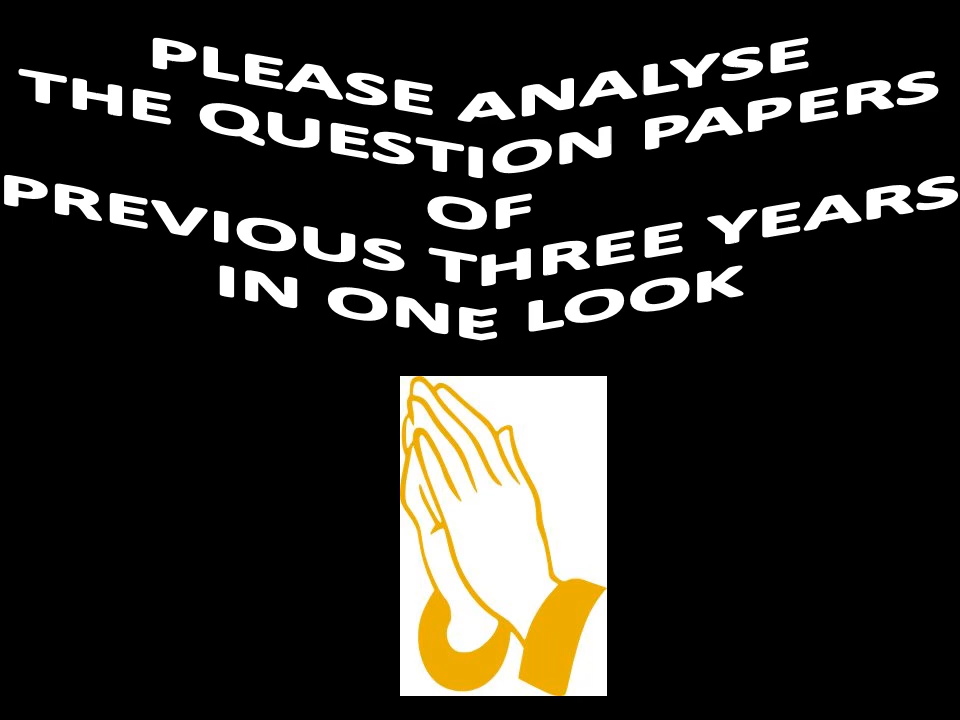 PLEASE ANALYSE
THE QUESTION PAPERS
OF
PREVIOUS THREE YEARS
IN ONE LOOK